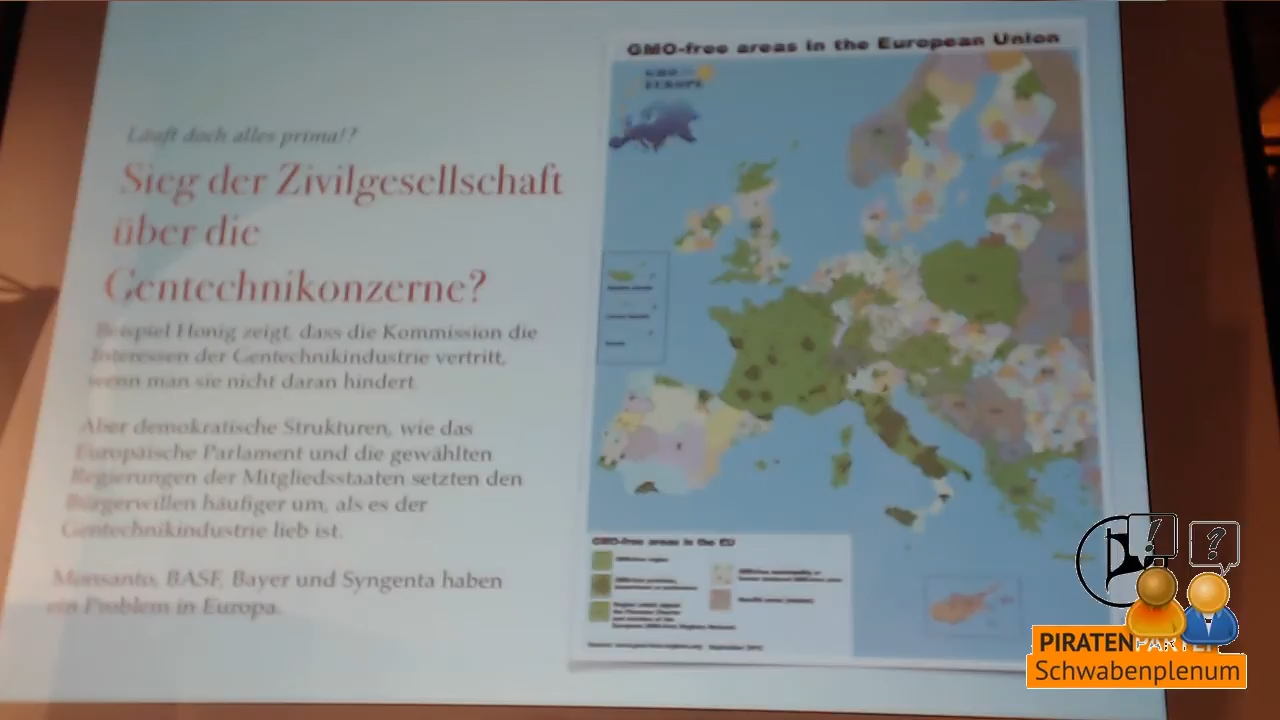 Läuft doch alles prima!?
Sieg der Zivilgesellschaft
über die
Gentechnikonzerne?
Beispiel Honig zeigt, dass die Kommission die
Interessen der Gentechnikindustrie vertritt,
wenn man sie nicht daran hindert
Aber demokratische Strukturen, wie das
Europäische Parlament und die gewählten
Regierungen der Mitgliedsstaaten setzten den
Bürgerwillen häufiger um, als es der
Gentechnikindustrie lieb ist.
Monsanto, BASF, Bayer und Syngenta haben
ein Problem in Europa.
GMO-free areas in the European Union
EUROPE
GMO-free areas in the EU
! ?
PIRATENPARTEI
Schwabenplenum